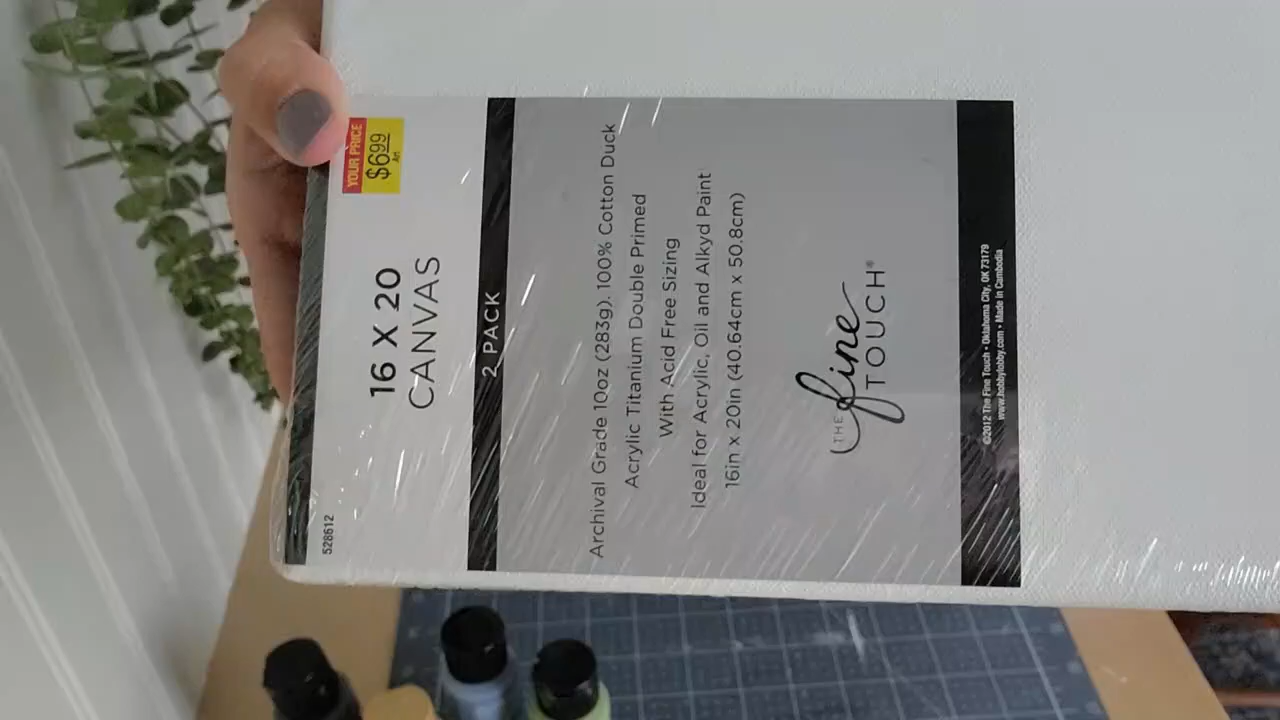 528612
YOUR PRICE
$6.99
Art
16 X 20
CANVAS
2 PACK
Archival Grade 10oz (283g). 100% Cotton Duck
Acrylic Titanium Double Primed
With Acid Free Sizing
Ideal for Acrylic, Oil and Alkyd Paint
16in x 20in (40.64cm x 50.8cm)
THE fine
TOUCH®
©2012 The Fine Touch • Oklahoma City, OK 73179
www.hobbylobby.com • Made in Cambodia